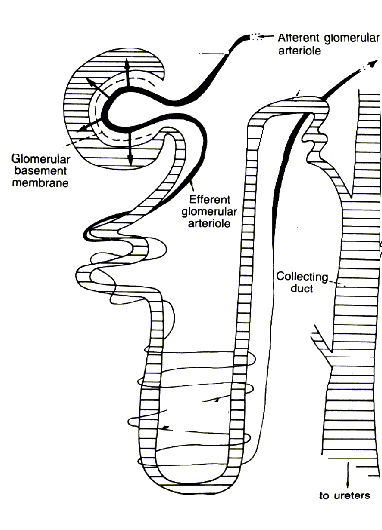 Afferent glomerular
arteriole
Glomerular
basement
membrane
Efferent
glomerular
arteriole
Collecting
duct
to ureters